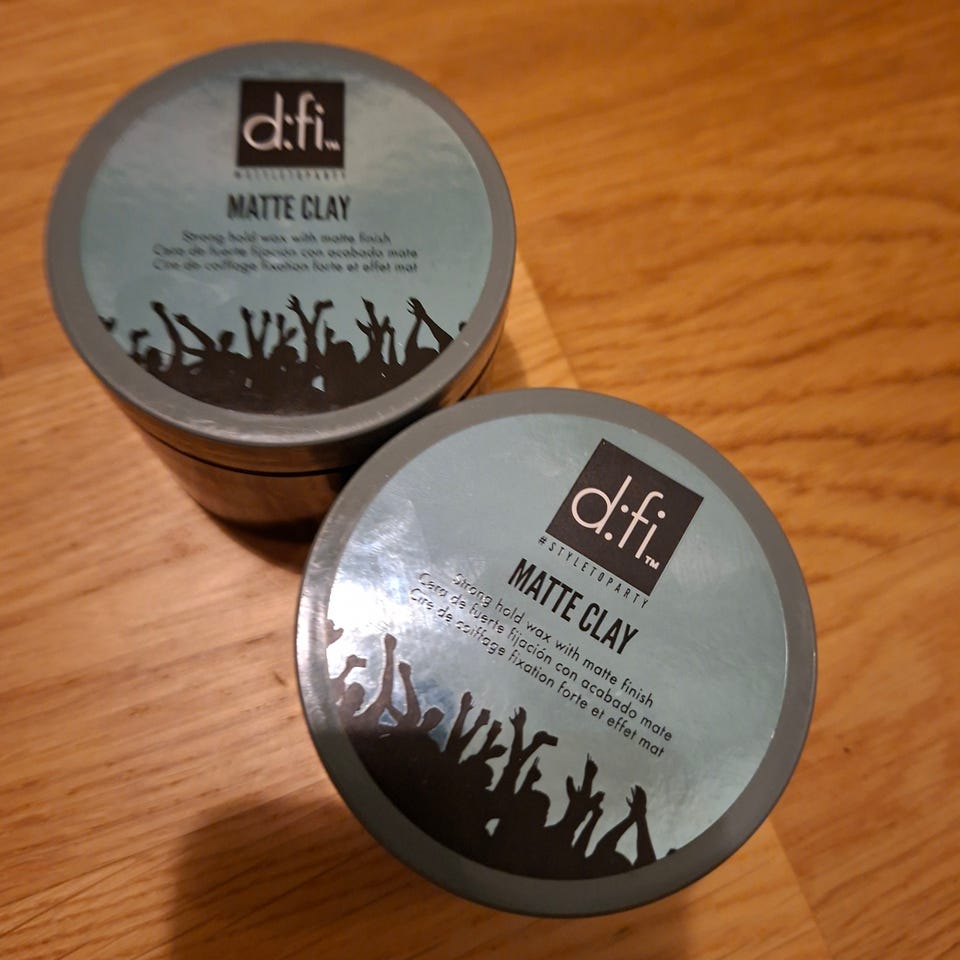 d:fi™
#STYLETOPARTY
MATTE CLAY
Strong hold wax with matte finish
Cera de fuerte fijación con acabado mate
Cire de coiffage fixation forte et effet mat
d:fi™
#STYLETOPARTY
MATTE CLAY
Strong hold wax with matte finish
Cera de fuerte fijación con acabado mate
Cire de coiffage fixation forte et effet mat